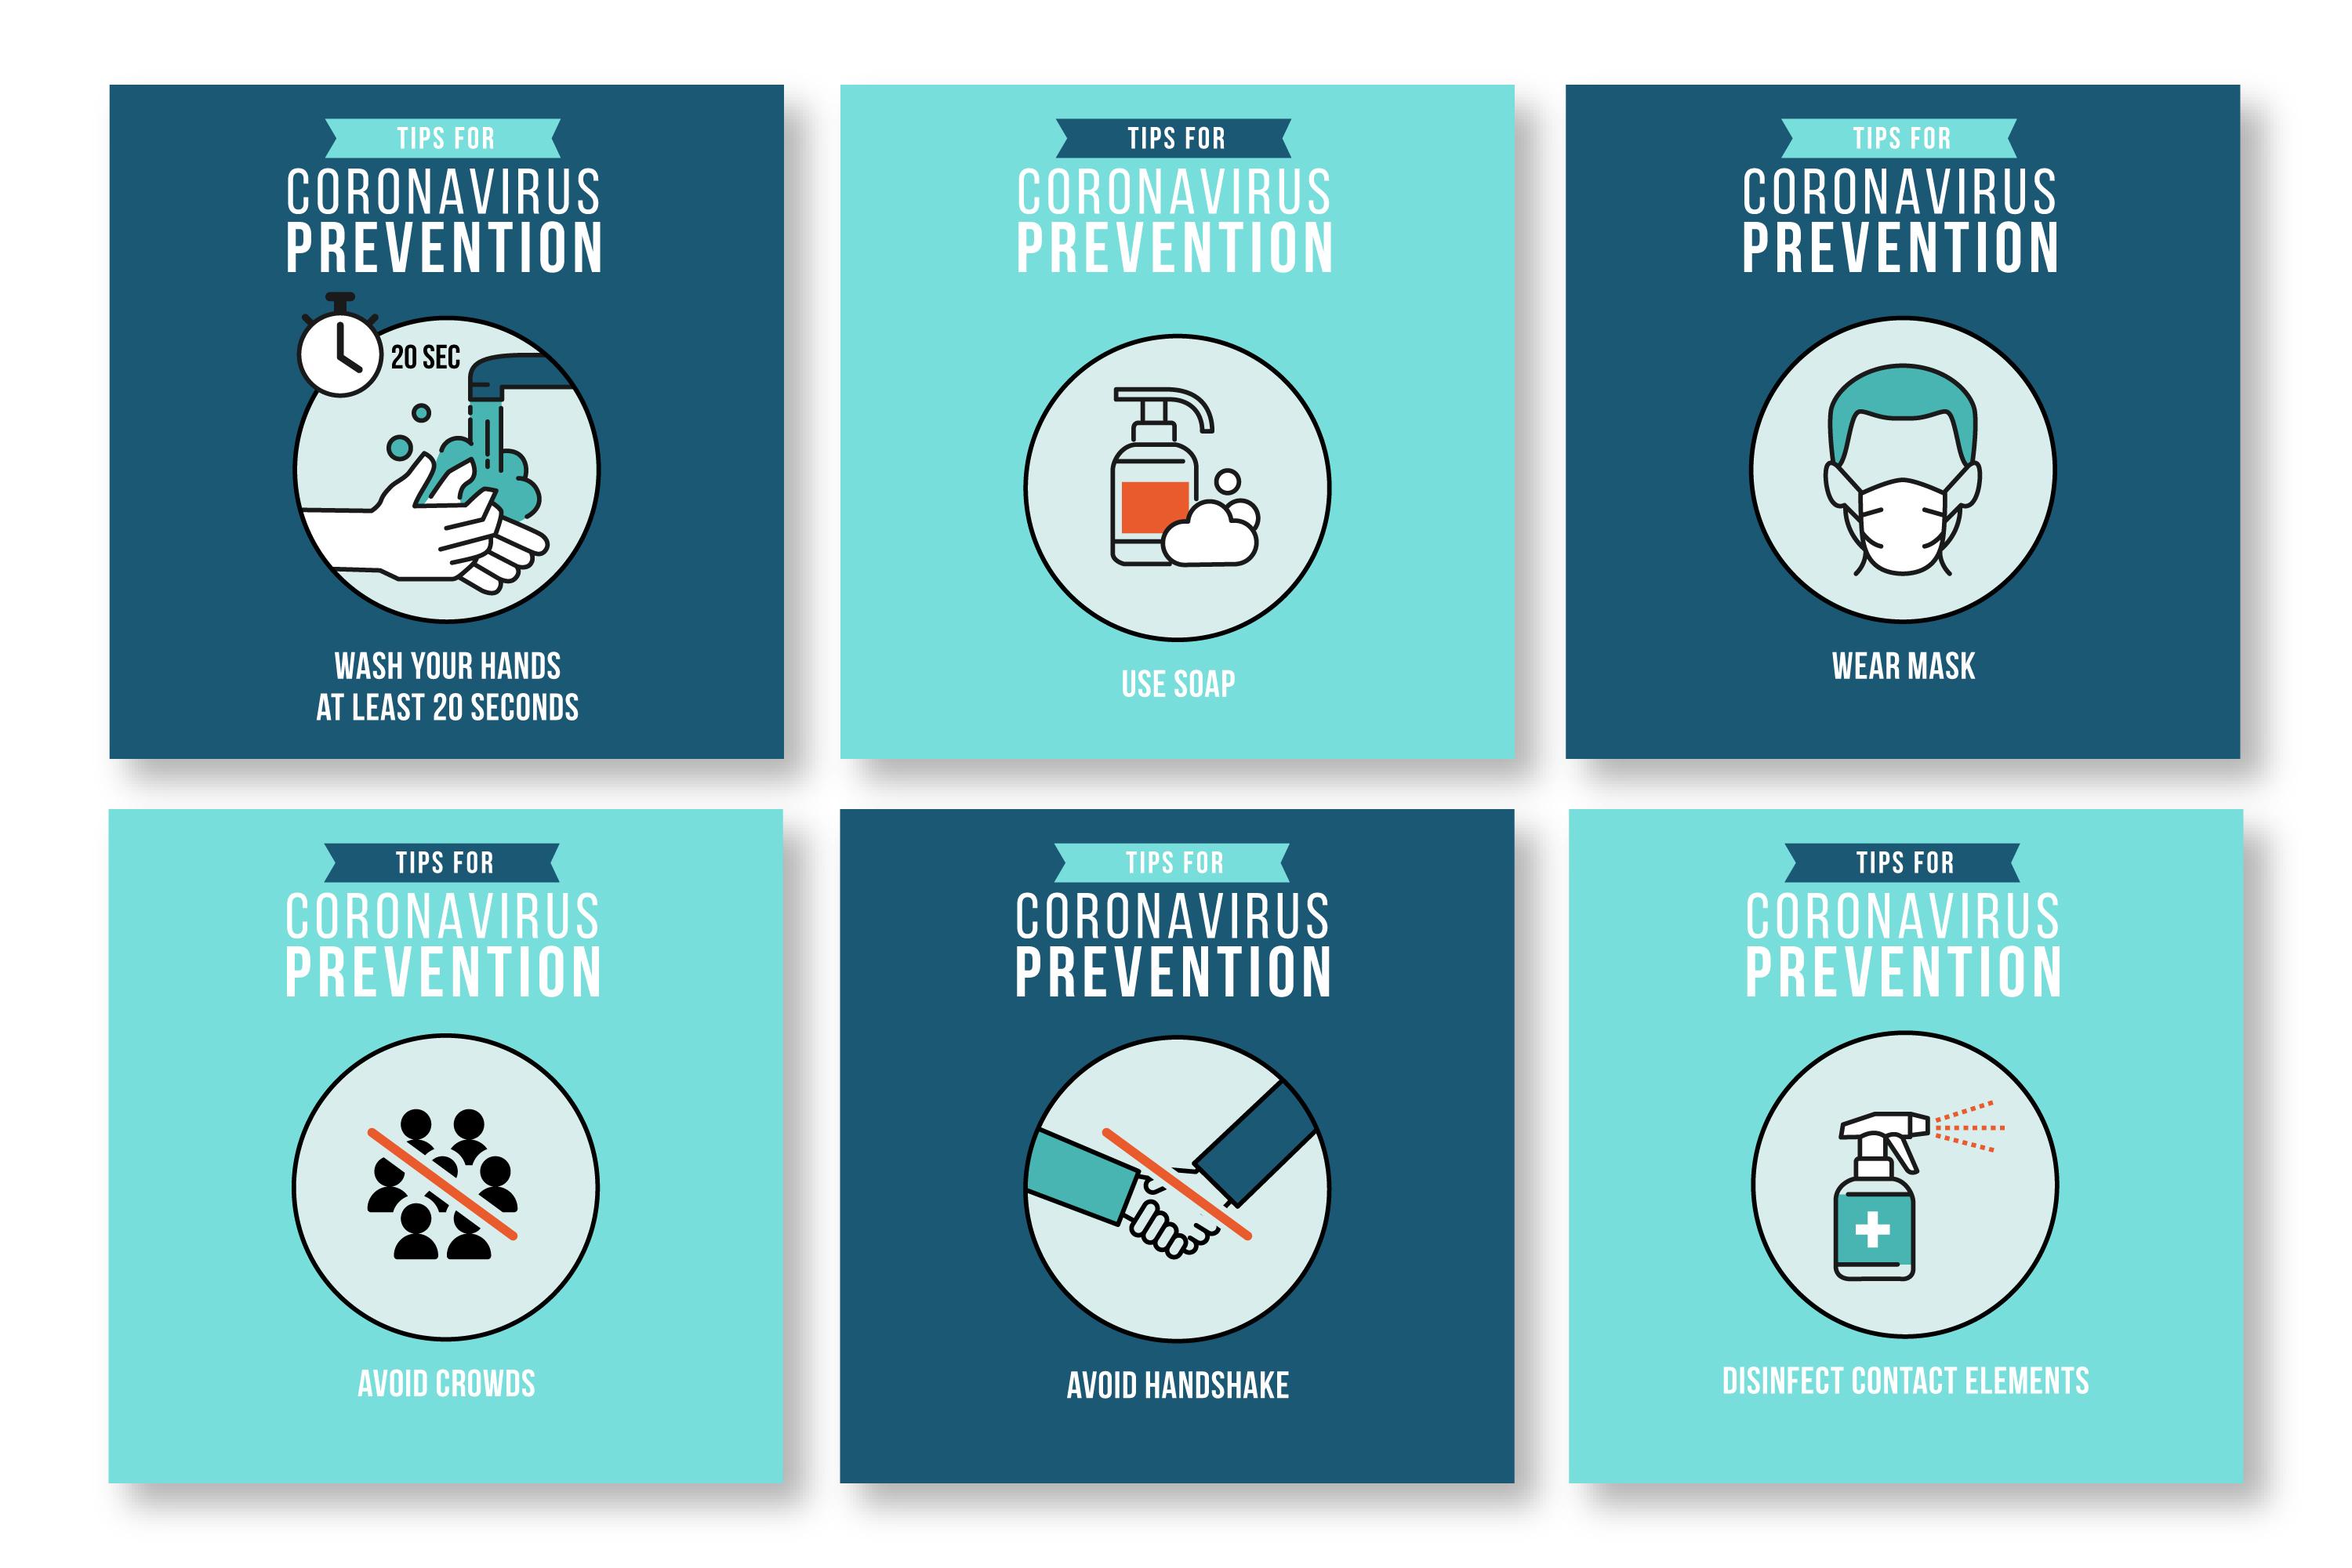 TIPS FOR
CORONAVIRUS
PREVENTION
20 SEC
WASH YOUR HANDS
AT LEAST 20 SECONDS
TIPS FOR
CORONAVIRUS
PREVENTION
USE SOAP
TIPS FOR
CORONAVIRUS
PREVENTION
WEAR MASK
TIPS FOR
CORONAVIRUS
PREVENTION
AVOID CROWDS
TIPS FOR
CORONAVIRUS
PREVENTION
AVOID HANDSHAKE
TIPS FOR
CORONAVIRUS
PREVENTION
DISINFECT CONTACT ELEMENTS